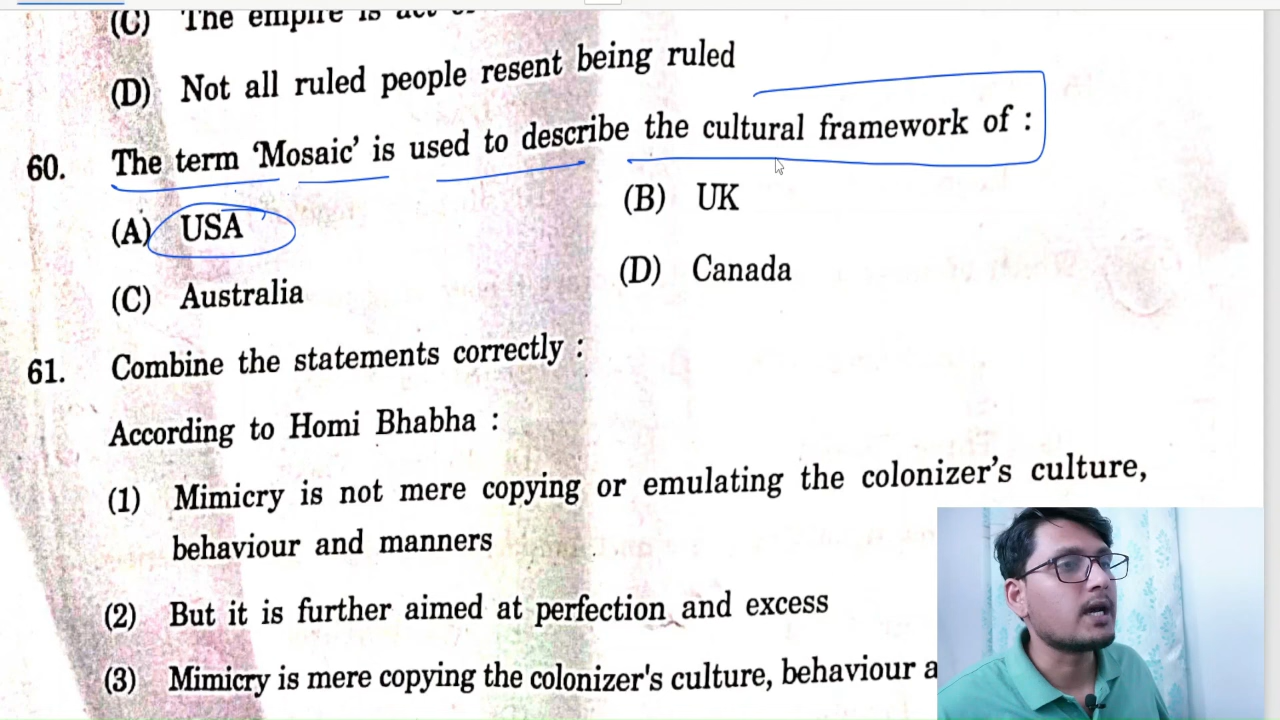 (C) The empire is
(D) Not all ruled people resent being ruled
60. The term ‘Mosaic’ is used to describe the cultural framework of :
(A) USA
(B) UK
(C) Australia
(D) Canada
61. Combine the statements correctly :
According to Homi Bhabha :
(1) Mimicry is not mere copying or emulating the colonizer’s culture,
behaviour and manners
(2) But it is further aimed at perfection and excess
(3) Mimicry is mere copying the colonizer's culture, behaviour a